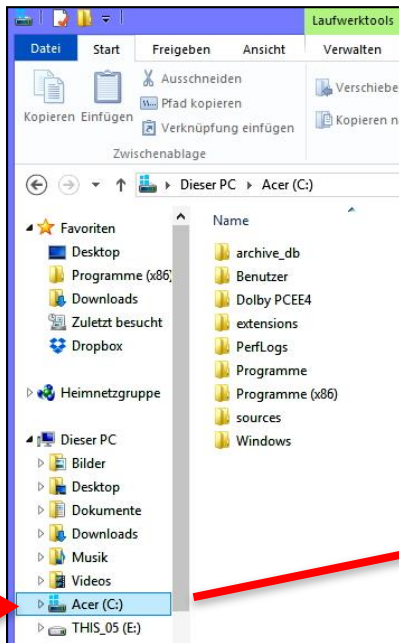 Laufwerktools
Datei Start Freigeben Ansicht Verwalten
Kopieren Einfügen
Ausschneiden
Pfad kopieren
Verknüpfung einfügen
Verschiebe
Kopieren n
Zwischenablage
Dieser PC Acer (C:)
Favoriten
Desktop
Programme (x86)
Downloads
Zuletzt besucht
Dropbox
Heimnetzgruppe
Dieser PC
Bilder
Desktop
Dokumente
Downloads
Musik
Videos
Acer (C:)
THIS_05 (E:)
Name
archive_db
Benutzer
Dolby PCEE4
extensions
PerfLogs
Programme
Programme (x86)
sources
Windows